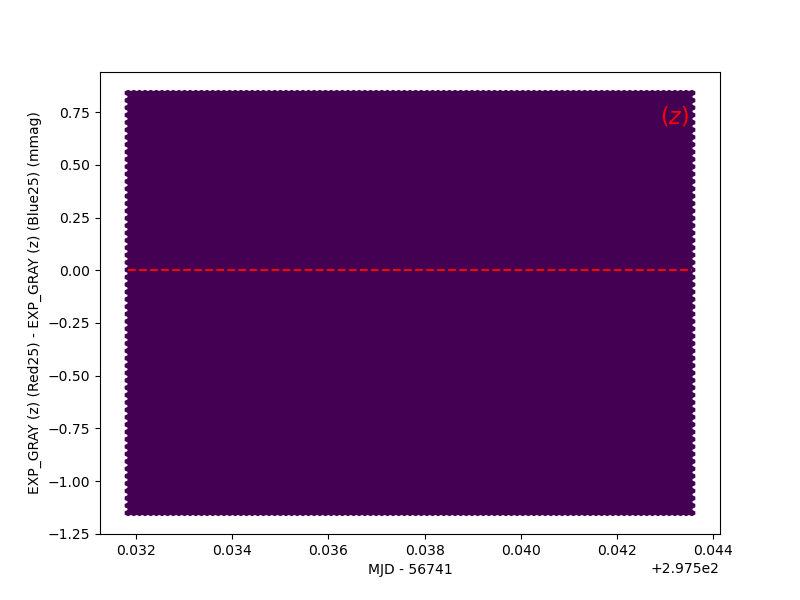 (z)
0.75
0.50
0.25
0.00
−0.25
−0.50
−0.75
−1.00
−1.25
EXP_GRAY (z) (Red25) - EXP_GRAY (z) (Blue25) (mmag)
0.032 0.034 0.036 0.038 0.040 0.042 0.044
MJD - 56741
+2.975e2